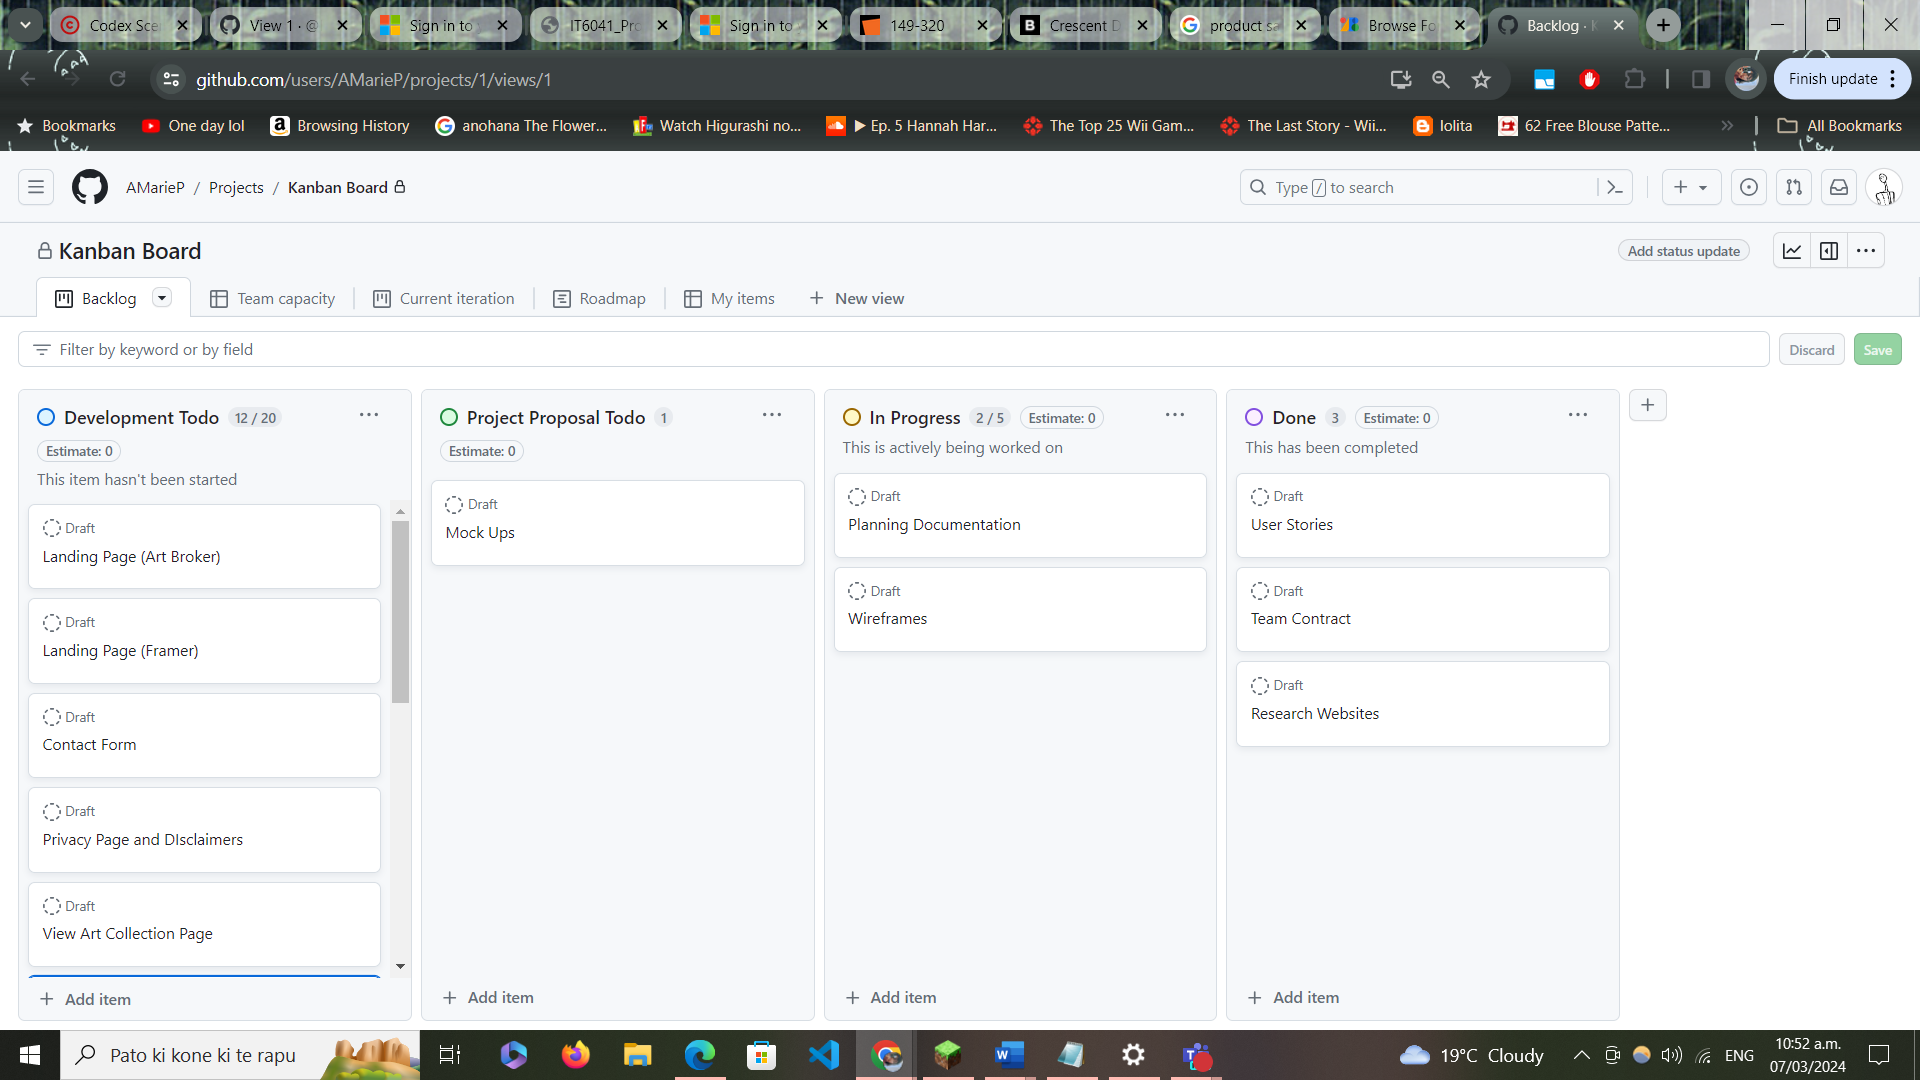 Codex Sce
View 1 · @
Sign in to
IT6041_Pro
Sign in to
149-320
Crescent D
product sa
Browse Fo
Backlog · K
github.com/users/AMarieP/projects/1/views/1
Finish update
Bookmarks
One day lol
Browsing History
anohana The Flower...
Watch Higurashi no...
▶ Ep. 5 Hannah Har...
The Top 25 Wii Gam...
The Last Story - Wii...
lolita
62 Free Blouse Patte...
All Bookmarks
AMarieP / Projects / Kanban Board
Type / to search
Kanban Board
Add status update
Backlog
Team capacity
Current iteration
Roadmap
My items
New view
Filter by keyword or by field
Discard
Save
Development Todo 12 / 20
Estimate: 0
This item hasn't been started
Draft
Landing Page (Art Broker)
Draft
Landing Page (Framer)
Draft
Contact Form
Draft
Privacy Page and DIsclaimers
Draft
View Art Collection Page
Add item
Project Proposal Todo 1
Estimate: 0
Draft
Mock Ups
Add item
In Progress 2 / 5 Estimate: 0
This is actively being worked on
Draft
Planning Documentation
Draft
Wireframes
Add item
Done 3 Estimate: 0
This has been completed
Draft
User Stories
Draft
Team Contract
Draft
Research Websites
Add item
Pato ki kone ki te rapu
19°C Cloudy
ENG
10:52 a.m.
07/03/2024